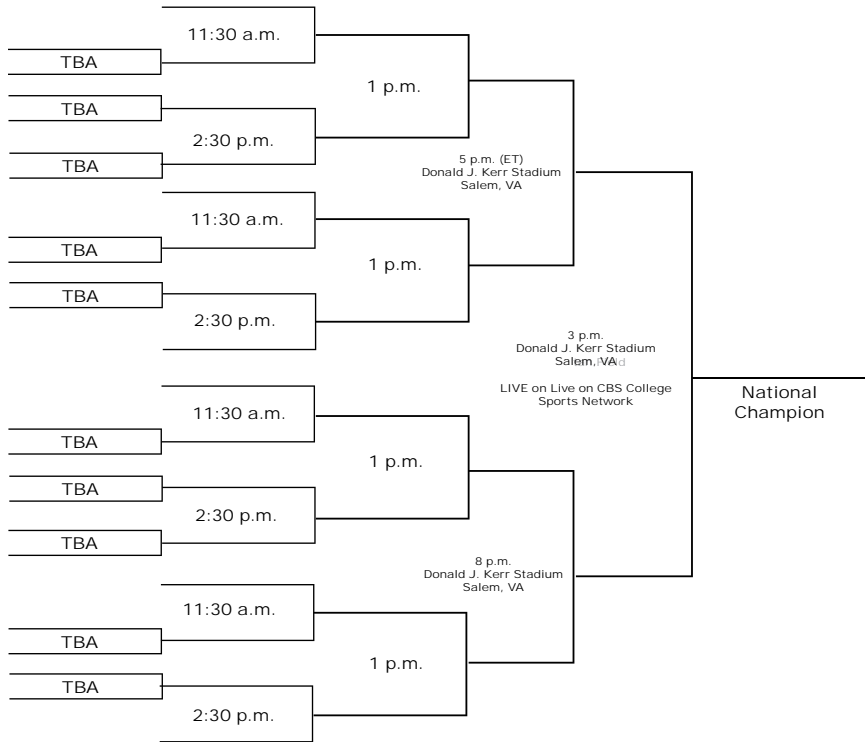 11:30 a.m.
TBA
1 p.m.
TBA
2:30 p.m.
TBA
5 p.m. (ET)
Donald J. Kerr Stadium
Salem, VA
11:30 a.m.
TBA
1 p.m.
TBA
2:30 p.m.
3 p.m.
Donald J. Kerr Stadium
Salem, VA
LIVE on Live on CBS College
Sports Network
National
Champion
11:30 a.m.
TBA
1 p.m.
TBA
2:30 p.m.
TBA
8 p.m.
Donald J. Kerr Stadium
Salem, VA
11:30 a.m.
TBA
1 p.m.
TBA
2:30 p.m.